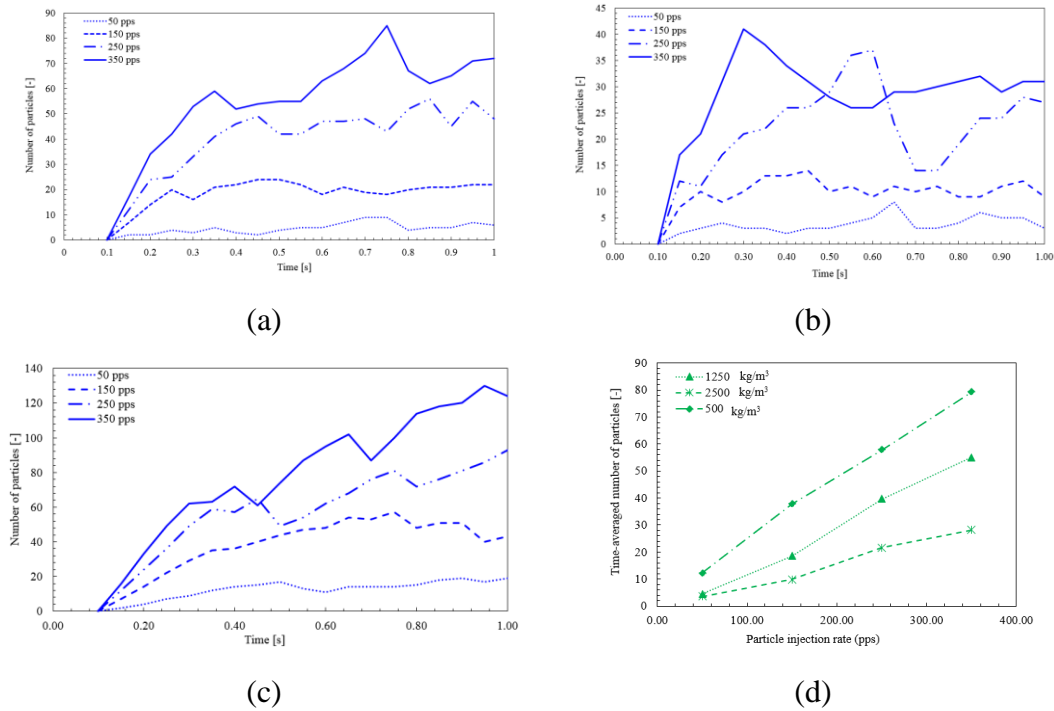 90
80
70
60
50
40
30
20
10
0
Number of particles [-]
50 pps
150 pps
250 pps
350 pps
0 0.1 0.2 0.3 0.4 0.5 0.6 0.7 0.8 0.9 1
Time [s]
(a)
45
40
35
30
25
20
15
10
5
0
Number of particles [-]
50 pps
150 pps
250 pps
350 pps
0.00 0.10 0.20 0.30 0.40 0.50 0.60 0.70 0.80 0.90 1.00
Time [s]
(b)
140
120
100
80
60
40
20
0
Number of particles [-]
50 pps
150 pps
250 pps
350 pps
0.00 0.20 0.40 0.60 0.80 1.00
Time [s]
(c)
90
80
70
60
50
40
30
20
10
0
Time-averaged number of particles [-]
1250 kg/m³
2500 kg/m³
500 kg/m³
0.00 100.00 200.00 300.00 400.00
Particle injection rate (pps)
(d)